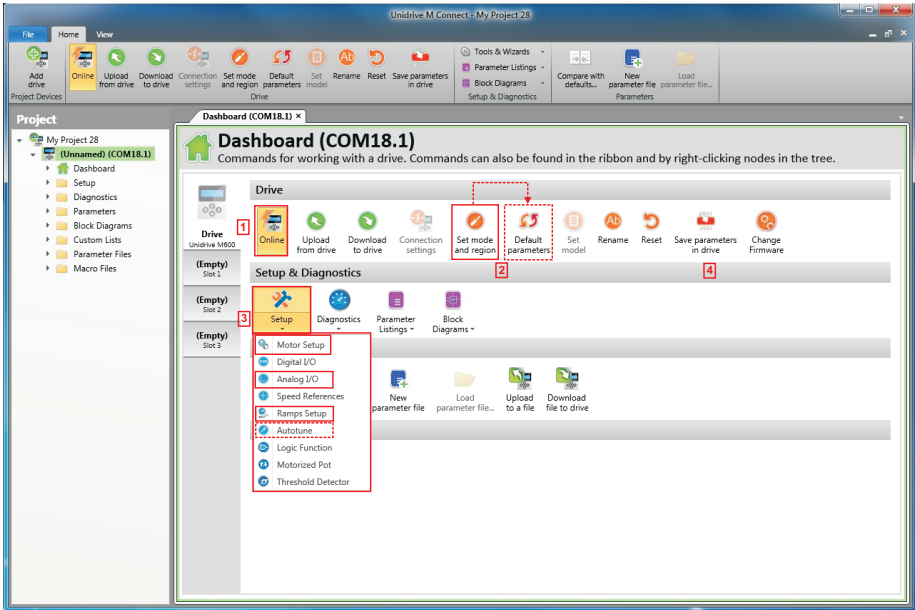 Unidrive M Connect - My Project 28
File Home View
Add drive
Online
Upload from drive
Download to drive
Connection settings
Set mode and region
Default parameters
Set model
Rename
Reset
Save parameters in drive
Tools & Wizards
Parameter Listings
Block Diagrams
Compare with defaults...
New parameter file
Load parameter file...
Project Devices
Drive
Setup & Diagnostics
Parameters
Project
My Project 28
(Unnamed) (COM18.1)
Dashboard
Setup
Diagnostics
Parameters
Block Diagrams
Custom Lists
Parameter Files
Macro Files
Dashboard (COM18.1) ×
Dashboard (COM18.1)
Commands for working with a drive. Commands can also be found in the ribbon and by right-clicking nodes in the tree.
Drive
Unidrive M600
(Empty)
Slot 1
(Empty)
Slot 2
(Empty)
Slot 3
Drive
1
Online
Upload from drive
Download to drive
Connection settings
Set mode and region
Default parameters
Set model
Rename
Reset
Save parameters in drive
Change Firmware
2
4
Setup & Diagnostics
3
Setup
Diagnostics
Parameter Listings
Block Diagrams
Motor Setup
Digital I/O
Analog I/O
Speed References
Ramps Setup
Autotune
Logic Function
Motorized Pot
Threshold Detector
New parameter file
Load parameter file...
Upload to a file
Download file to drive